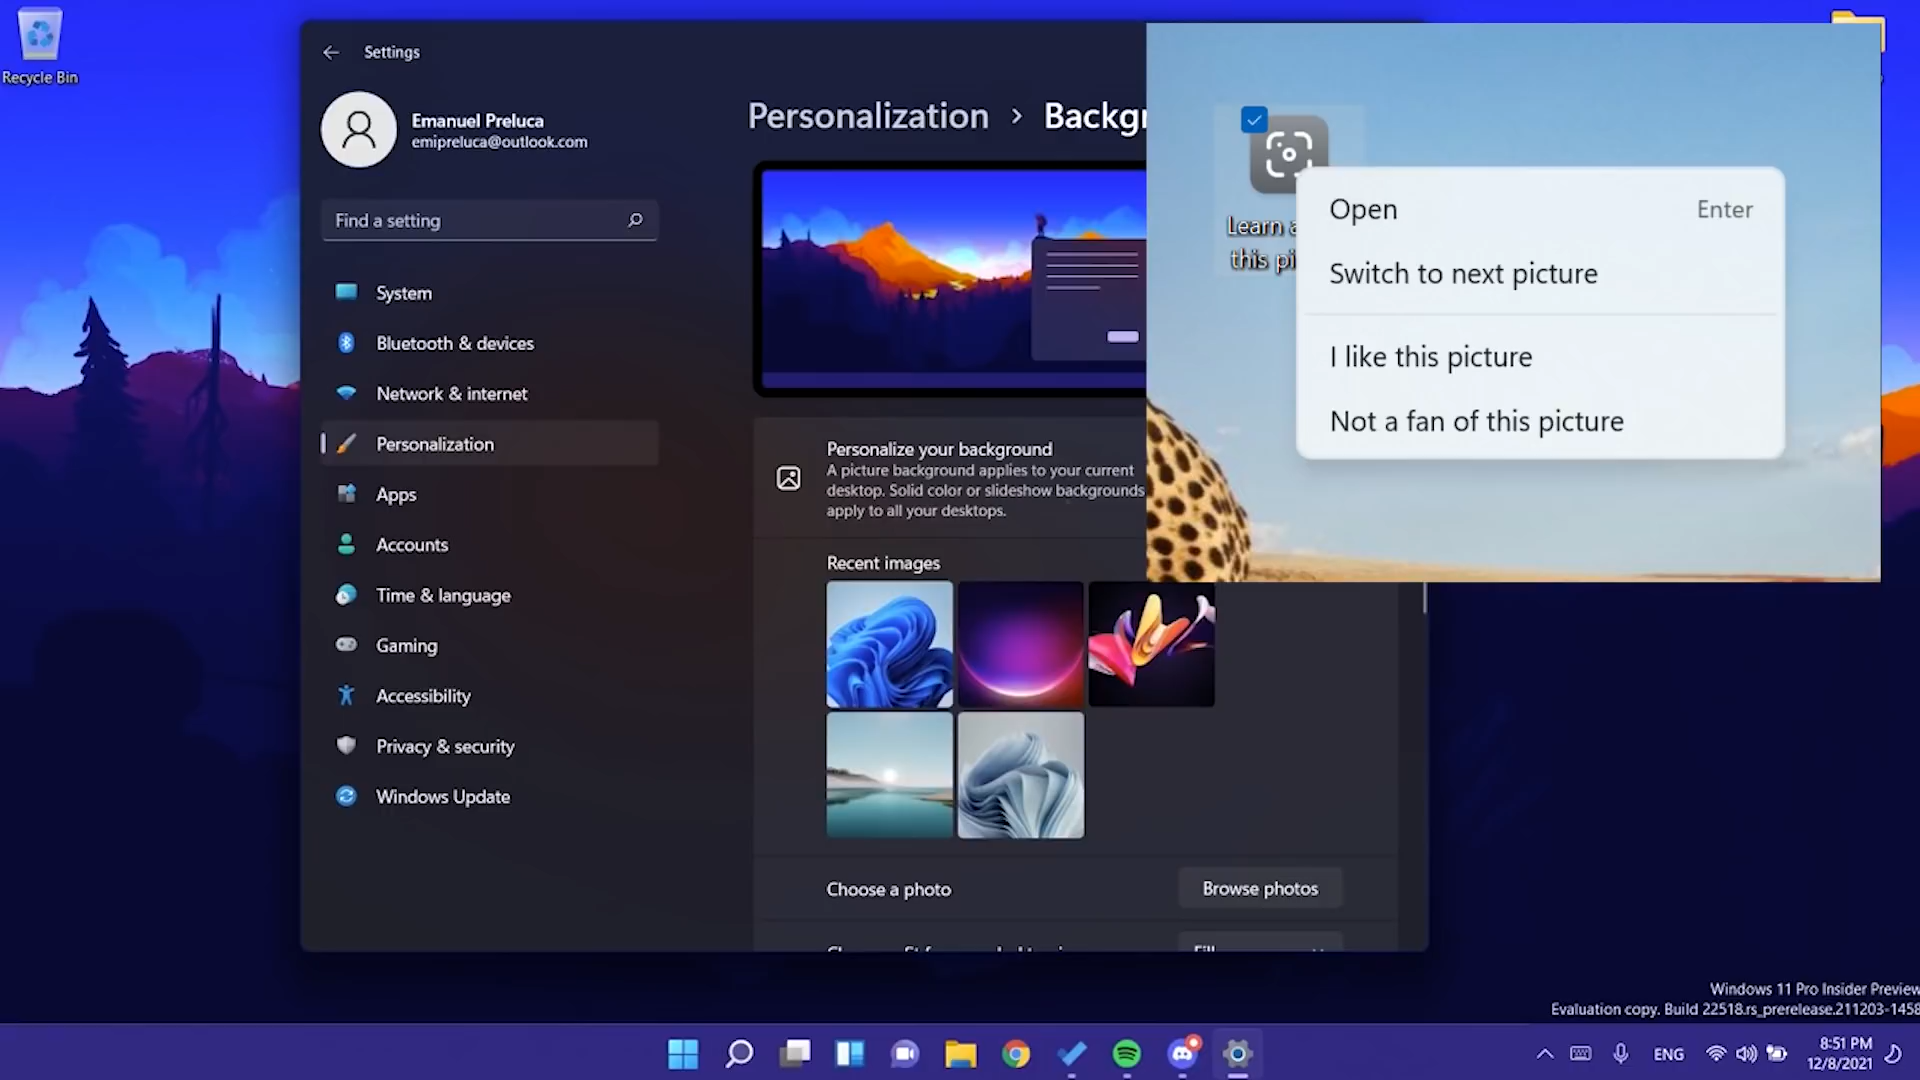 Recycle Bin
Settings
Emanuel Preluca
emipreluca@outlook.com
Find a setting
System
Bluetooth & devices
Network & internet
Personalization
Apps
Accounts
Time & language
Gaming
Accessibility
Privacy & security
Windows Update
Personalization > Backgr
Personalize your background
A picture background applies to your current
desktop. Solid color or slideshow backgrounds
apply to all your desktops.
Recent images
Choose a photo
Browse photos
Learn a
this pi
Open Enter
Switch to next picture
I like this picture
Not a fan of this picture
Windows 11 Pro Insider Preview
Evaluation copy. Build 22518.rs_prerelease.211203-1458
ENG
8:51 PM
12/8/2021